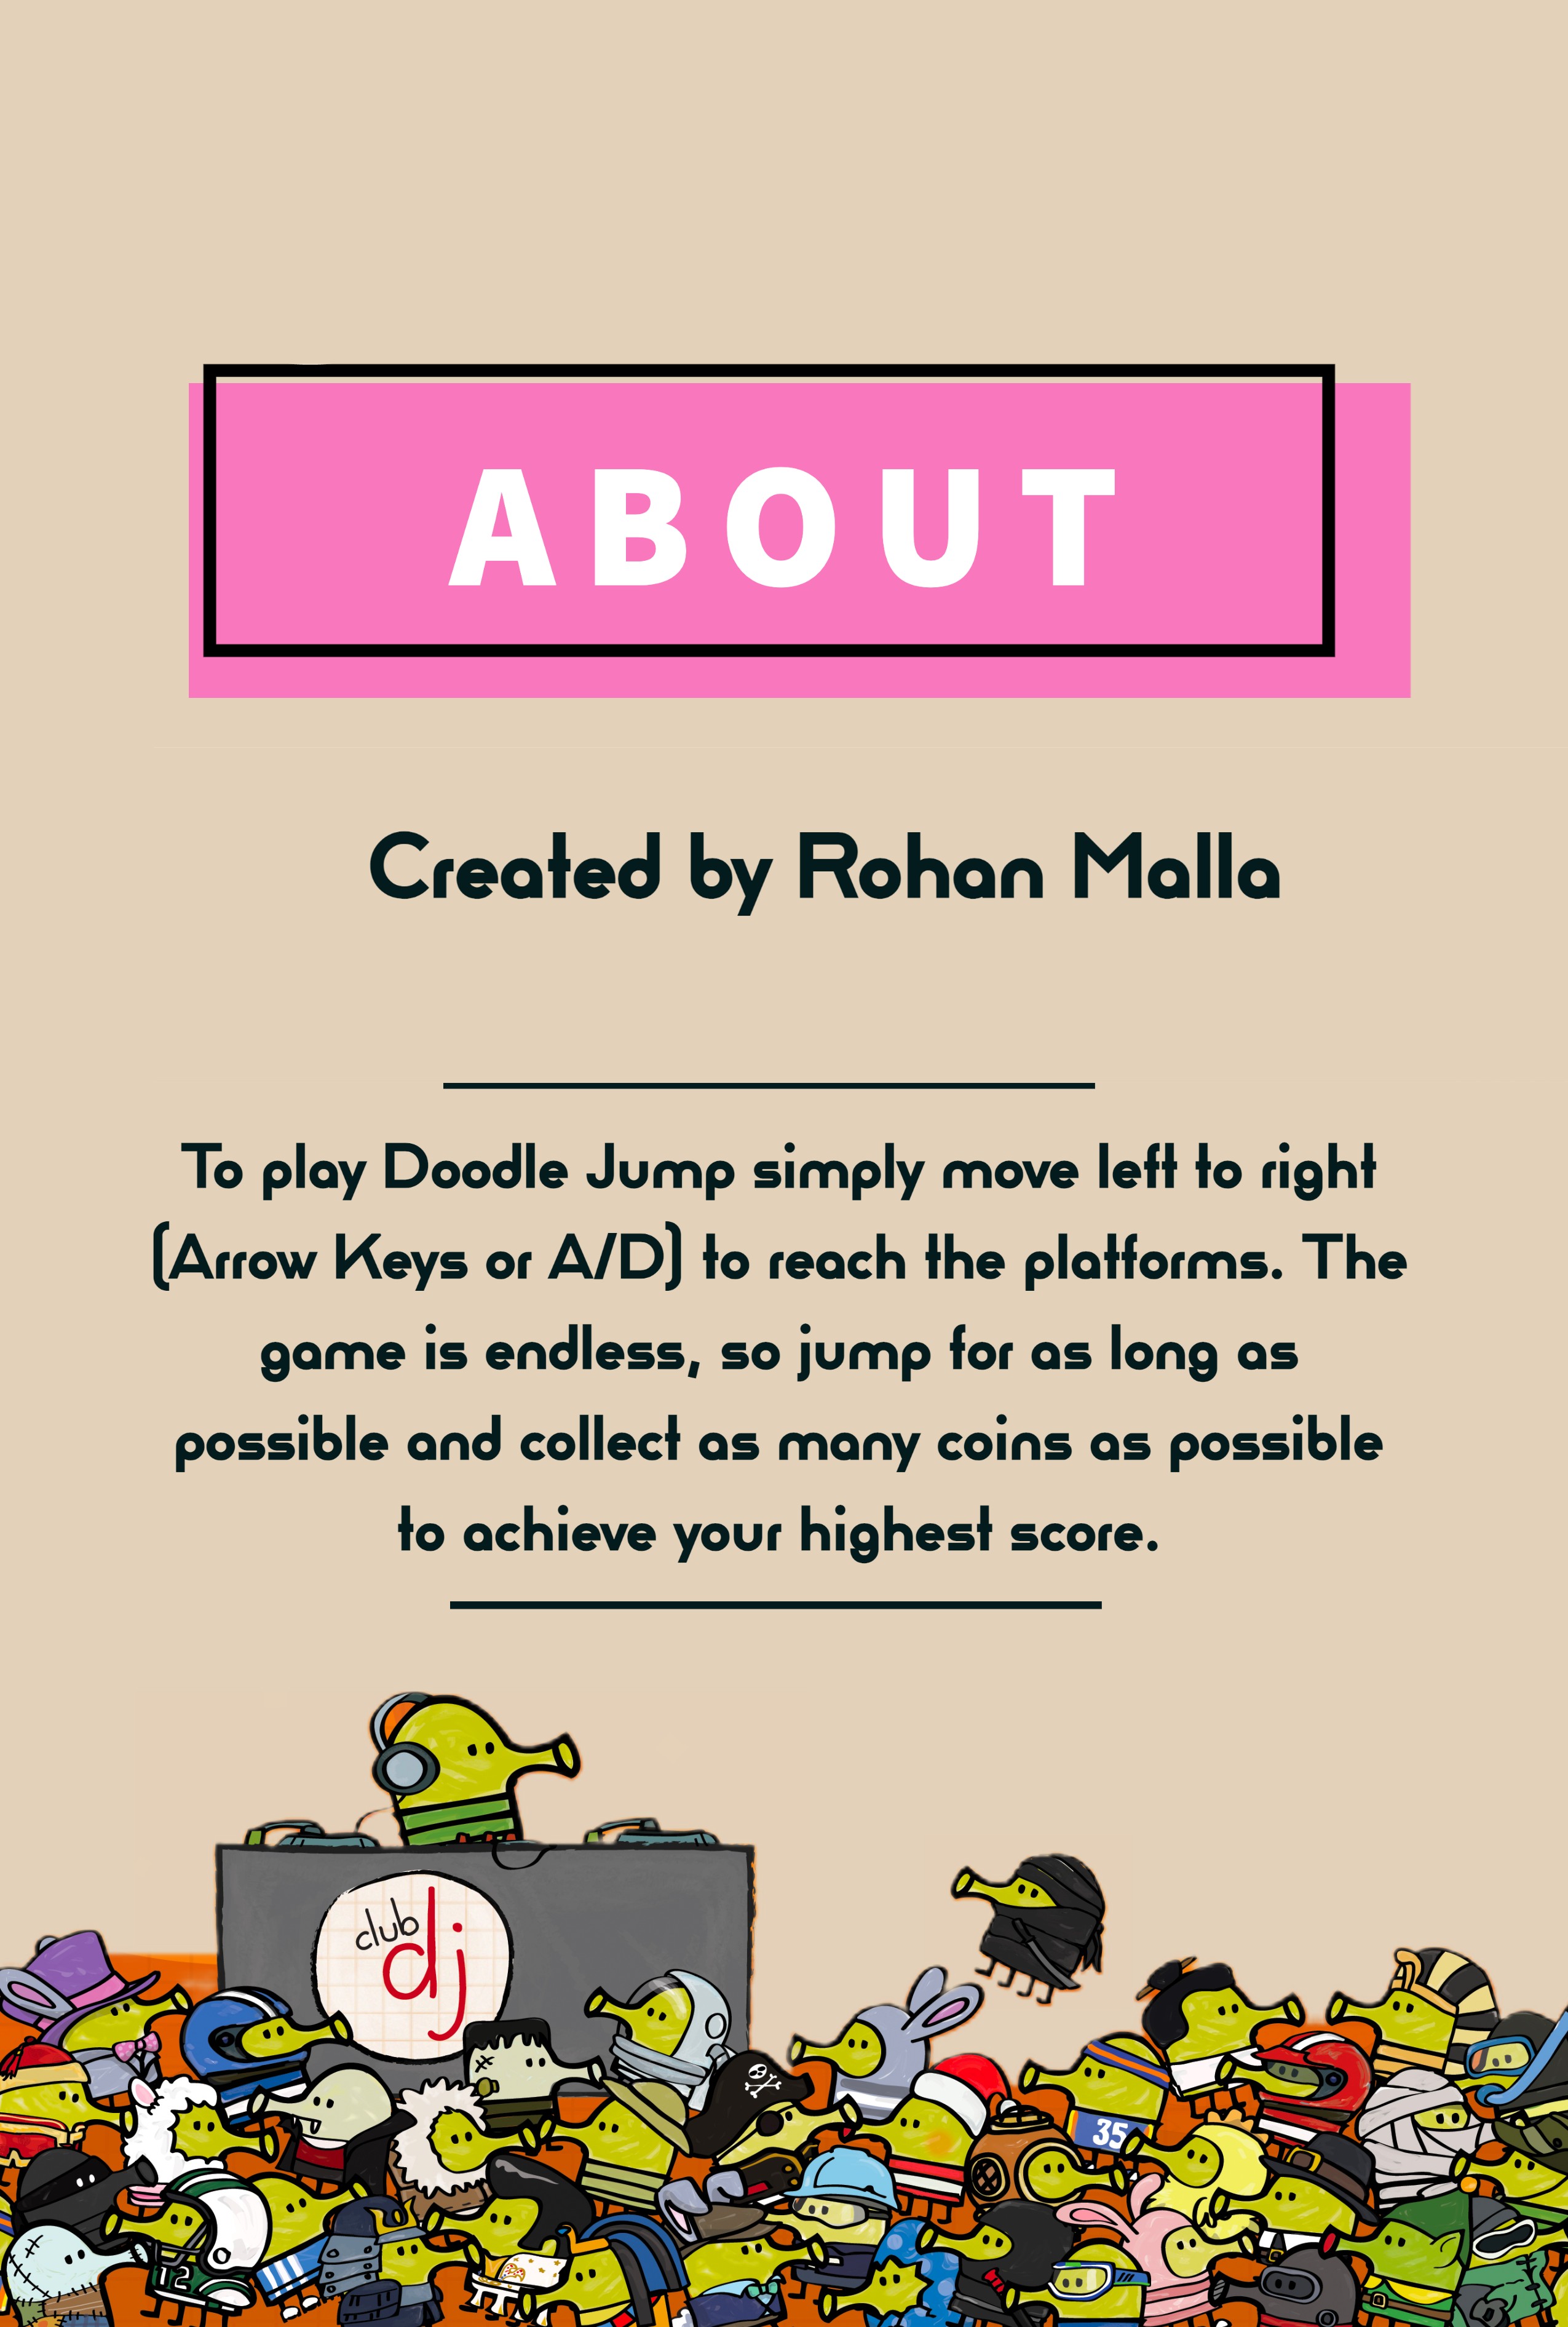 ABOUT
Created by Rohan Malla
To play Doodle Jump simply move left to right
(Arrow Keys or A/D) to reach the platforms. The
game is endless, so jump for as long as
possible and collect as many coins as possible
to achieve your highest score.
club
dj
35
12